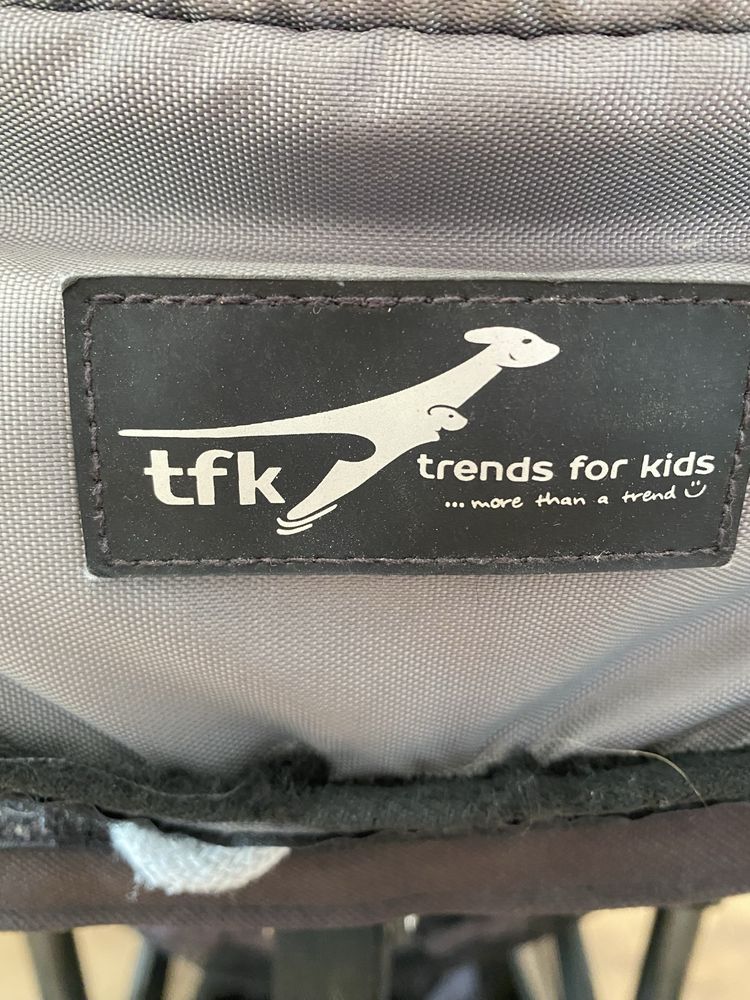 tfk
trends for kids
... more than a trend